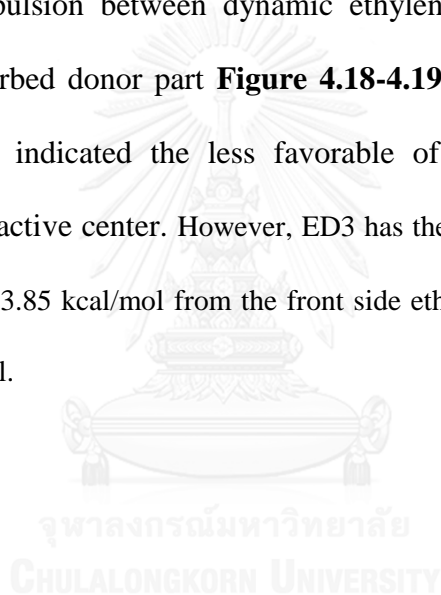 pulsion between dynamic ethylen
rbed donor part Figure 4.18-4.19
indicated the less favorable of
active center. However, ED3 has the
3.85 kcal/mol from the front side eth
l.
จุฬาลงกรณ์มหาวิทยาลัย
CHULALONGKORN UNIVERSITY